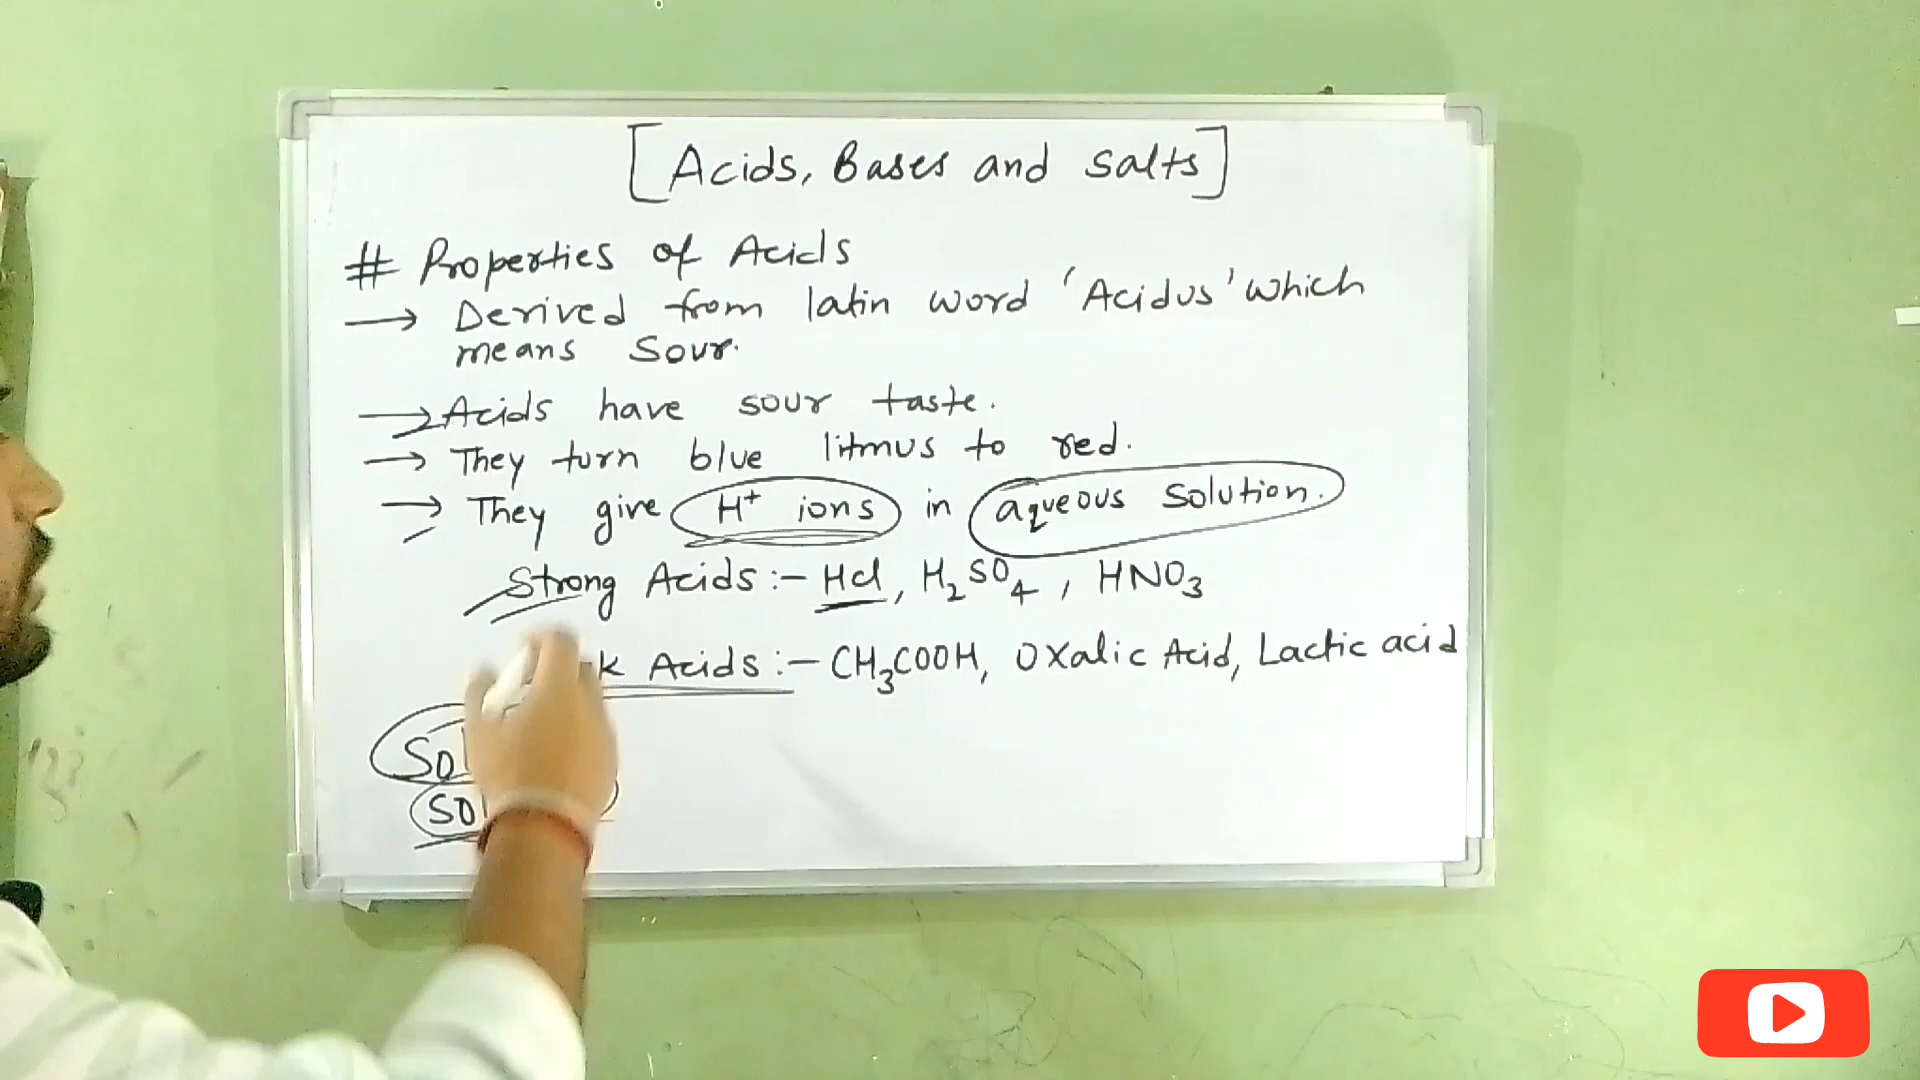 [Acids, Bases and Salts]
# Properties of Acids
→ Derived from latin word 'Acidus' which
means Sour.
→ Acids have sour taste.
→ They turn blue litmus to red.
→ They give H⁺ ions in aqueous solution.
Strong Acids :- Hcl, H₂SO₄, HNO₃
Acids :- CH₃COOH, Oxalic Acid, Lactic acid